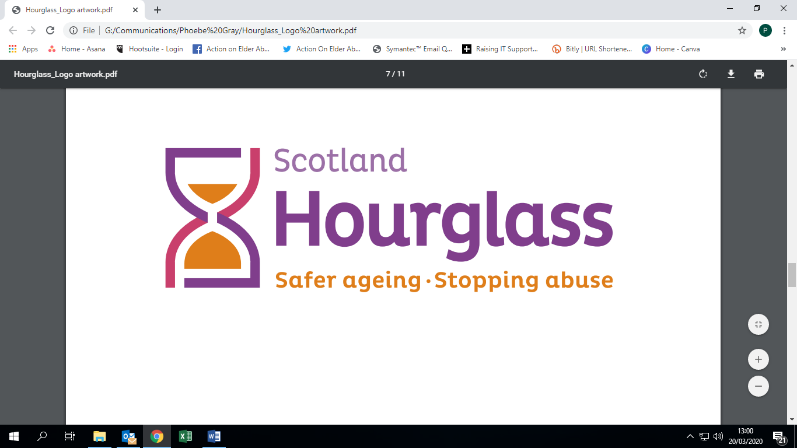 Hourglass_Logo artwork.pdf
File | G:/Communications/Phoebe%20Gray/Hourglass_Logo%20artwork.pdf
P
Apps Home - Asana Hootsuite - Login Action on Elder Ab... Action On Elder Ab... Symantec™ Email Q... Raising IT Support... Bitly | URL Shortene... Home - Canva »
Hourglass_Logo artwork.pdf 7 / 11
Scotland
Hourglass
Safer ageing · Stopping abuse
13:00
20/03/2020
21